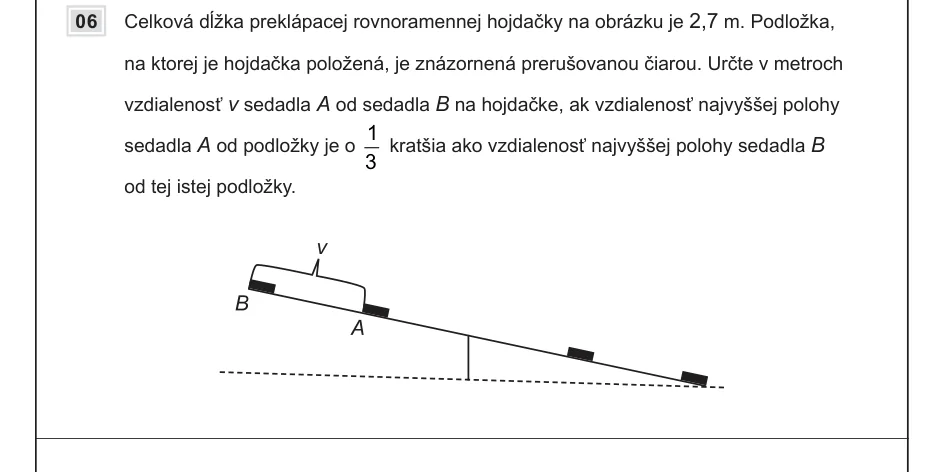 06 Celková dĺžka preklápacej rovnoramennej hojdačky na obrázku je 2,7 m. Podložka,
na ktorej je hojdačka položená, je znázornená prerušovanou čiarou. Určte v metroch
vzdialenosť v sedadla A od sedadla B na hojdačke, ak vzdialenosť najvyššej polohy
sedadla A od podložky je o 1/3 kratšia ako vzdialenosť najvyššej polohy sedadla B
od tej istej podložky.
v
B
A